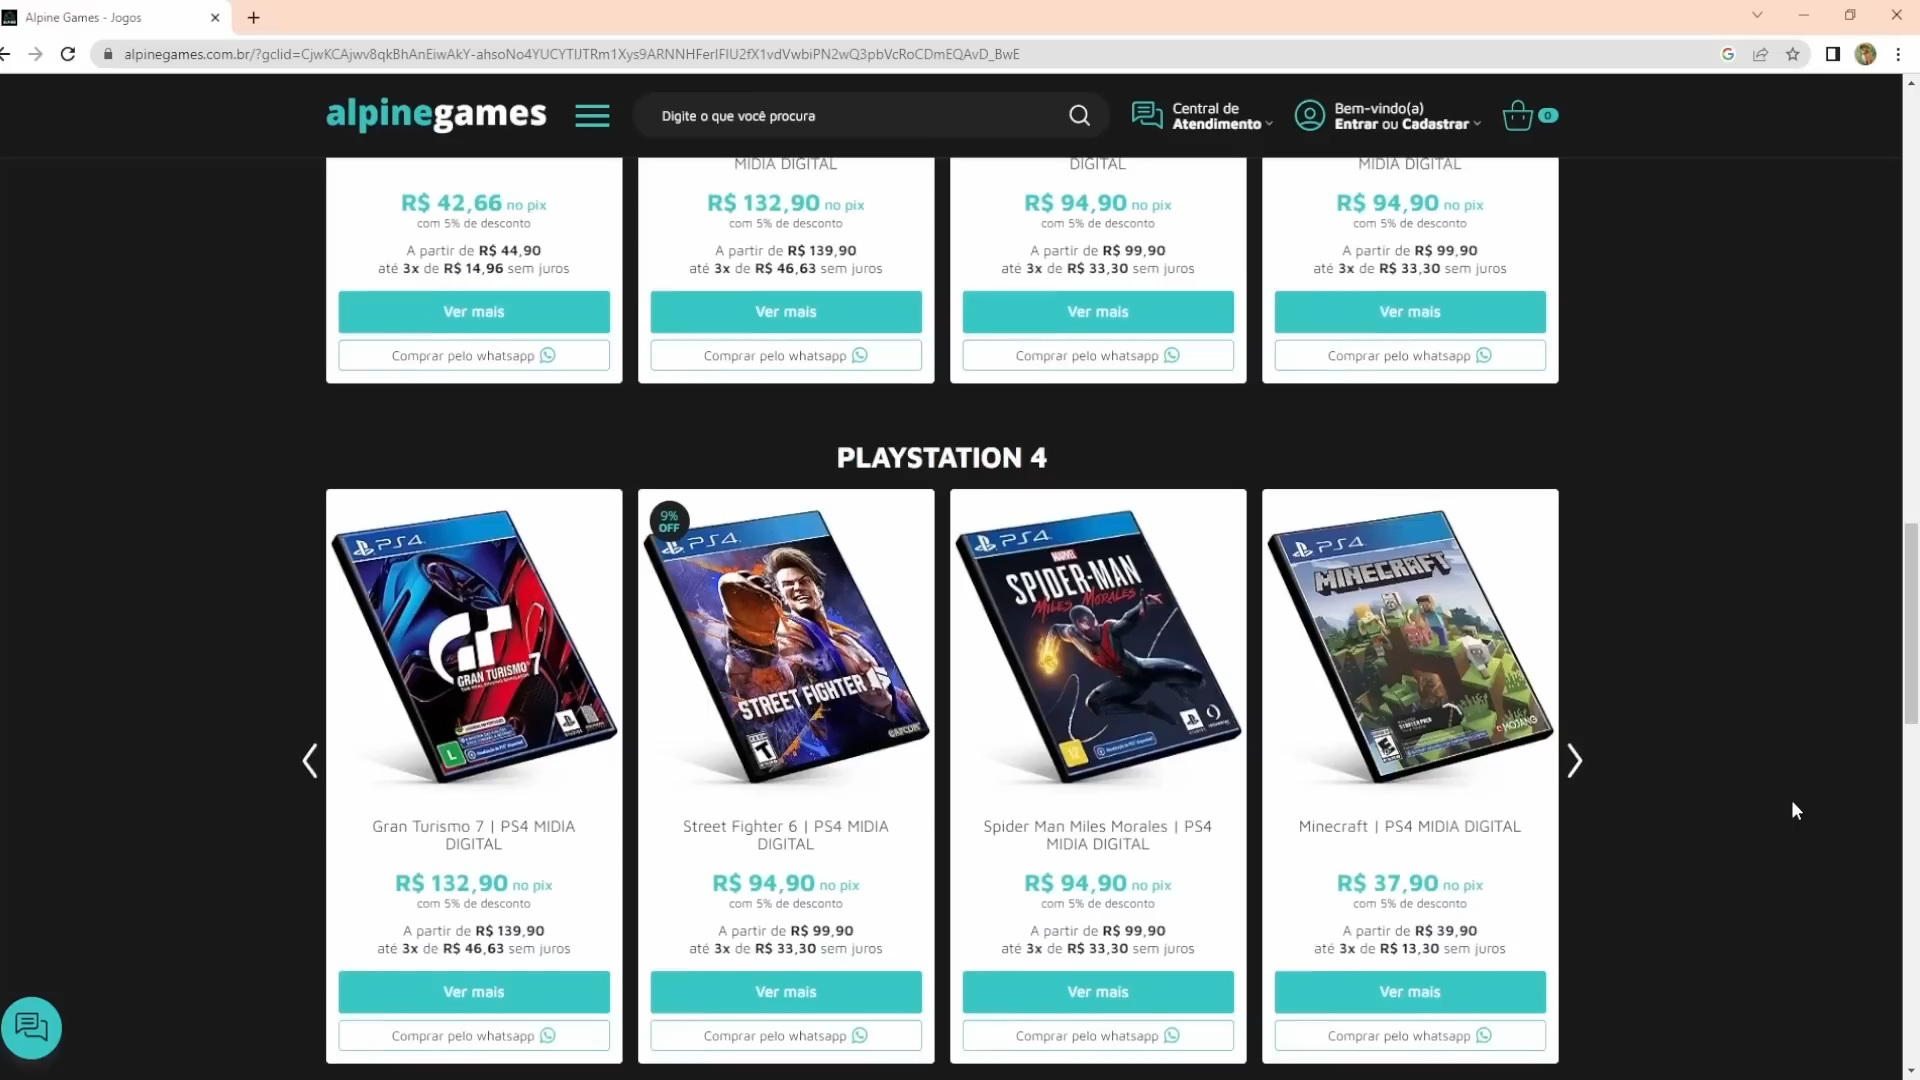 Alpine Games - Jogos
alpinegames.com.br/?gclid=CjwKCAjwv8qkBhAnEiwAkY-ahsoNo4YUCYTIJTRm1Xys9ARNNHFerIFIU2fX1vdVwbiPN2wQ3pbVcRoCDmEQAvD_BwE
alpinegames
Digite o que você procura
Central de
Atendimento
Bem-vindo(a)
Entrar ou Cadastrar
0
MIDIA DIGITAL
DIGITAL
MIDIA DIGITAL
R$ 42,66 no pix
com 5% de desconto
A partir de R$ 44,90
até 3x de R$ 14,96 sem juros
Ver mais
Comprar pelo whatsapp
R$ 132,90 no pix
com 5% de desconto
A partir de R$ 139,90
até 3x de R$ 46,63 sem juros
Ver mais
Comprar pelo whatsapp
R$ 94,90 no pix
com 5% de desconto
A partir de R$ 99,90
até 3x de R$ 33,30 sem juros
Ver mais
Comprar pelo whatsapp
R$ 94,90 no pix
com 5% de desconto
A partir de R$ 99,90
até 3x de R$ 33,30 sem juros
Ver mais
Comprar pelo whatsapp
PLAYSTATION 4
PS4
GT
GRAN TURISMO 7
L
Gran Turismo 7 | PS4 MIDIA
DIGITAL
R$ 132,90 no pix
com 5% de desconto
A partir de R$ 139,90
até 3x de R$ 46,63 sem juros
Ver mais
Comprar pelo whatsapp
9%
OFF
PS4
STREET FIGHTER 6
T
CAPCOM
Street Fighter 6 | PS4 MIDIA
DIGITAL
R$ 94,90 no pix
com 5% de desconto
A partir de R$ 99,90
até 3x de R$ 33,30 sem juros
Ver mais
Comprar pelo whatsapp
PS4
MARVEL
SPIDER-MAN
MILES MORALES
12
Spider Man Miles Morales | PS4
MIDIA DIGITAL
R$ 94,90 no pix
com 5% de desconto
A partir de R$ 99,90
até 3x de R$ 33,30 sem juros
Ver mais
Comprar pelo whatsapp
PS4
MINECRAFT
MOJANG
Minecraft | PS4 MIDIA DIGITAL
R$ 37,90 no pix
com 5% de desconto
A partir de R$ 39,90
até 3x de R$ 13,30 sem juros
Ver mais
Comprar pelo whatsapp